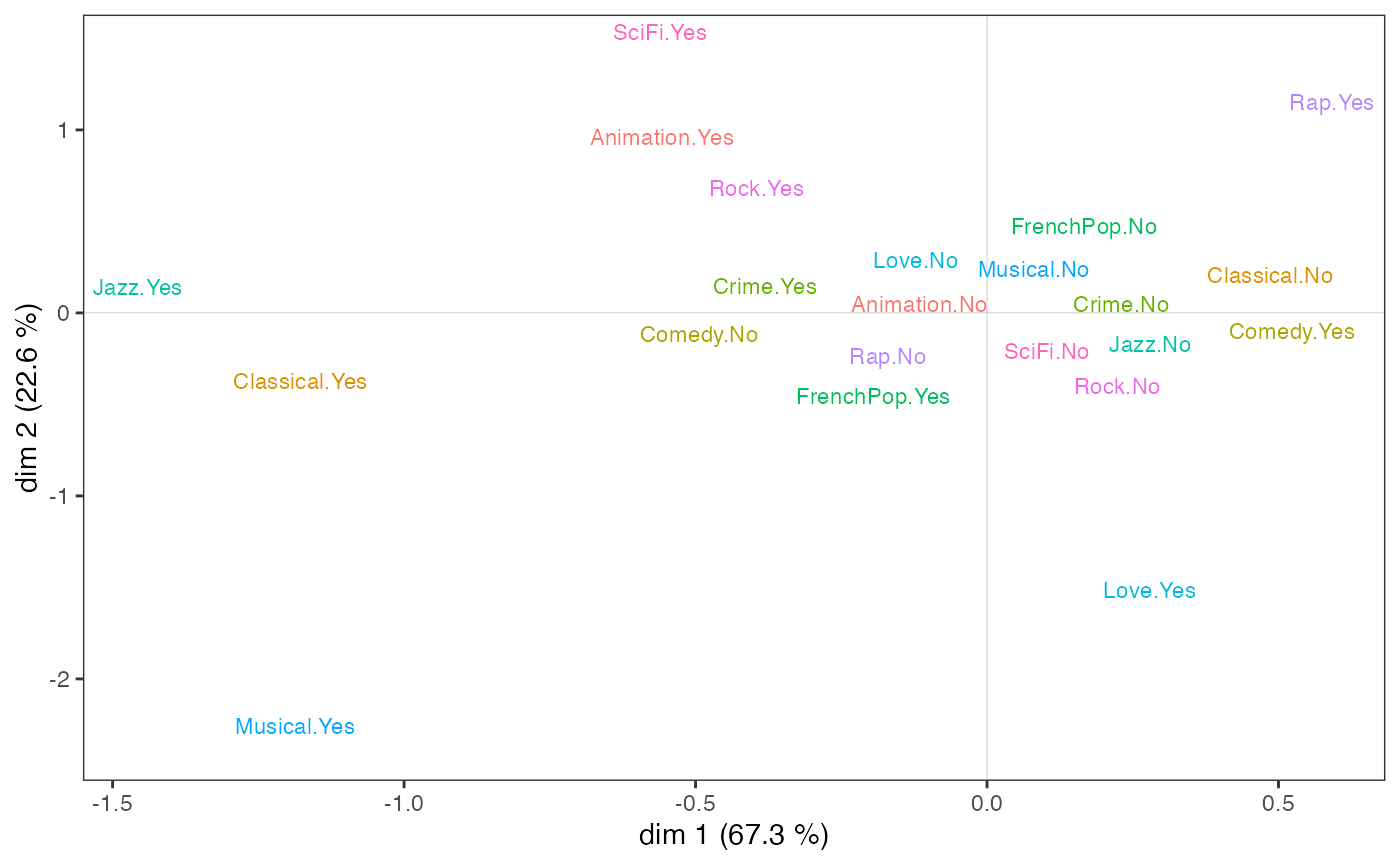 SciFi.Yes
Rap.Yes
1
Animation.Yes
Rock.Yes
FrenchPop.No
Love.No
Musical.No
Classical.No
Jazz.Yes
Crime.Yes
Animation.No
Crime.No
0
Comedy.No
Comedy.Yes
Rap.No
SciFi.No
Jazz.No
Classical.Yes
Rock.No
FrenchPop.Yes
dim 2 (22.6 %)
-1
Love.Yes
-2
Musical.Yes
-1.5
-1.0
-0.5
0.0
0.5
dim 1 (67.3 %)